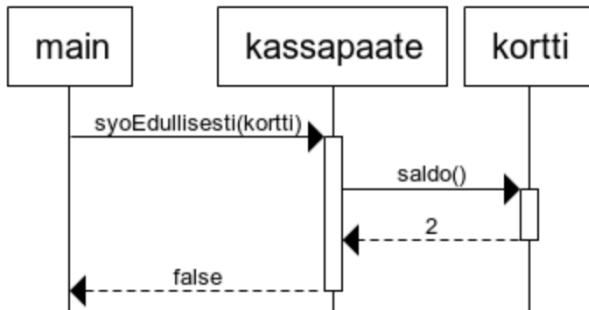 main
kassapaate
kortti
syoEdullisesti(kortti)
saldo()
2
false